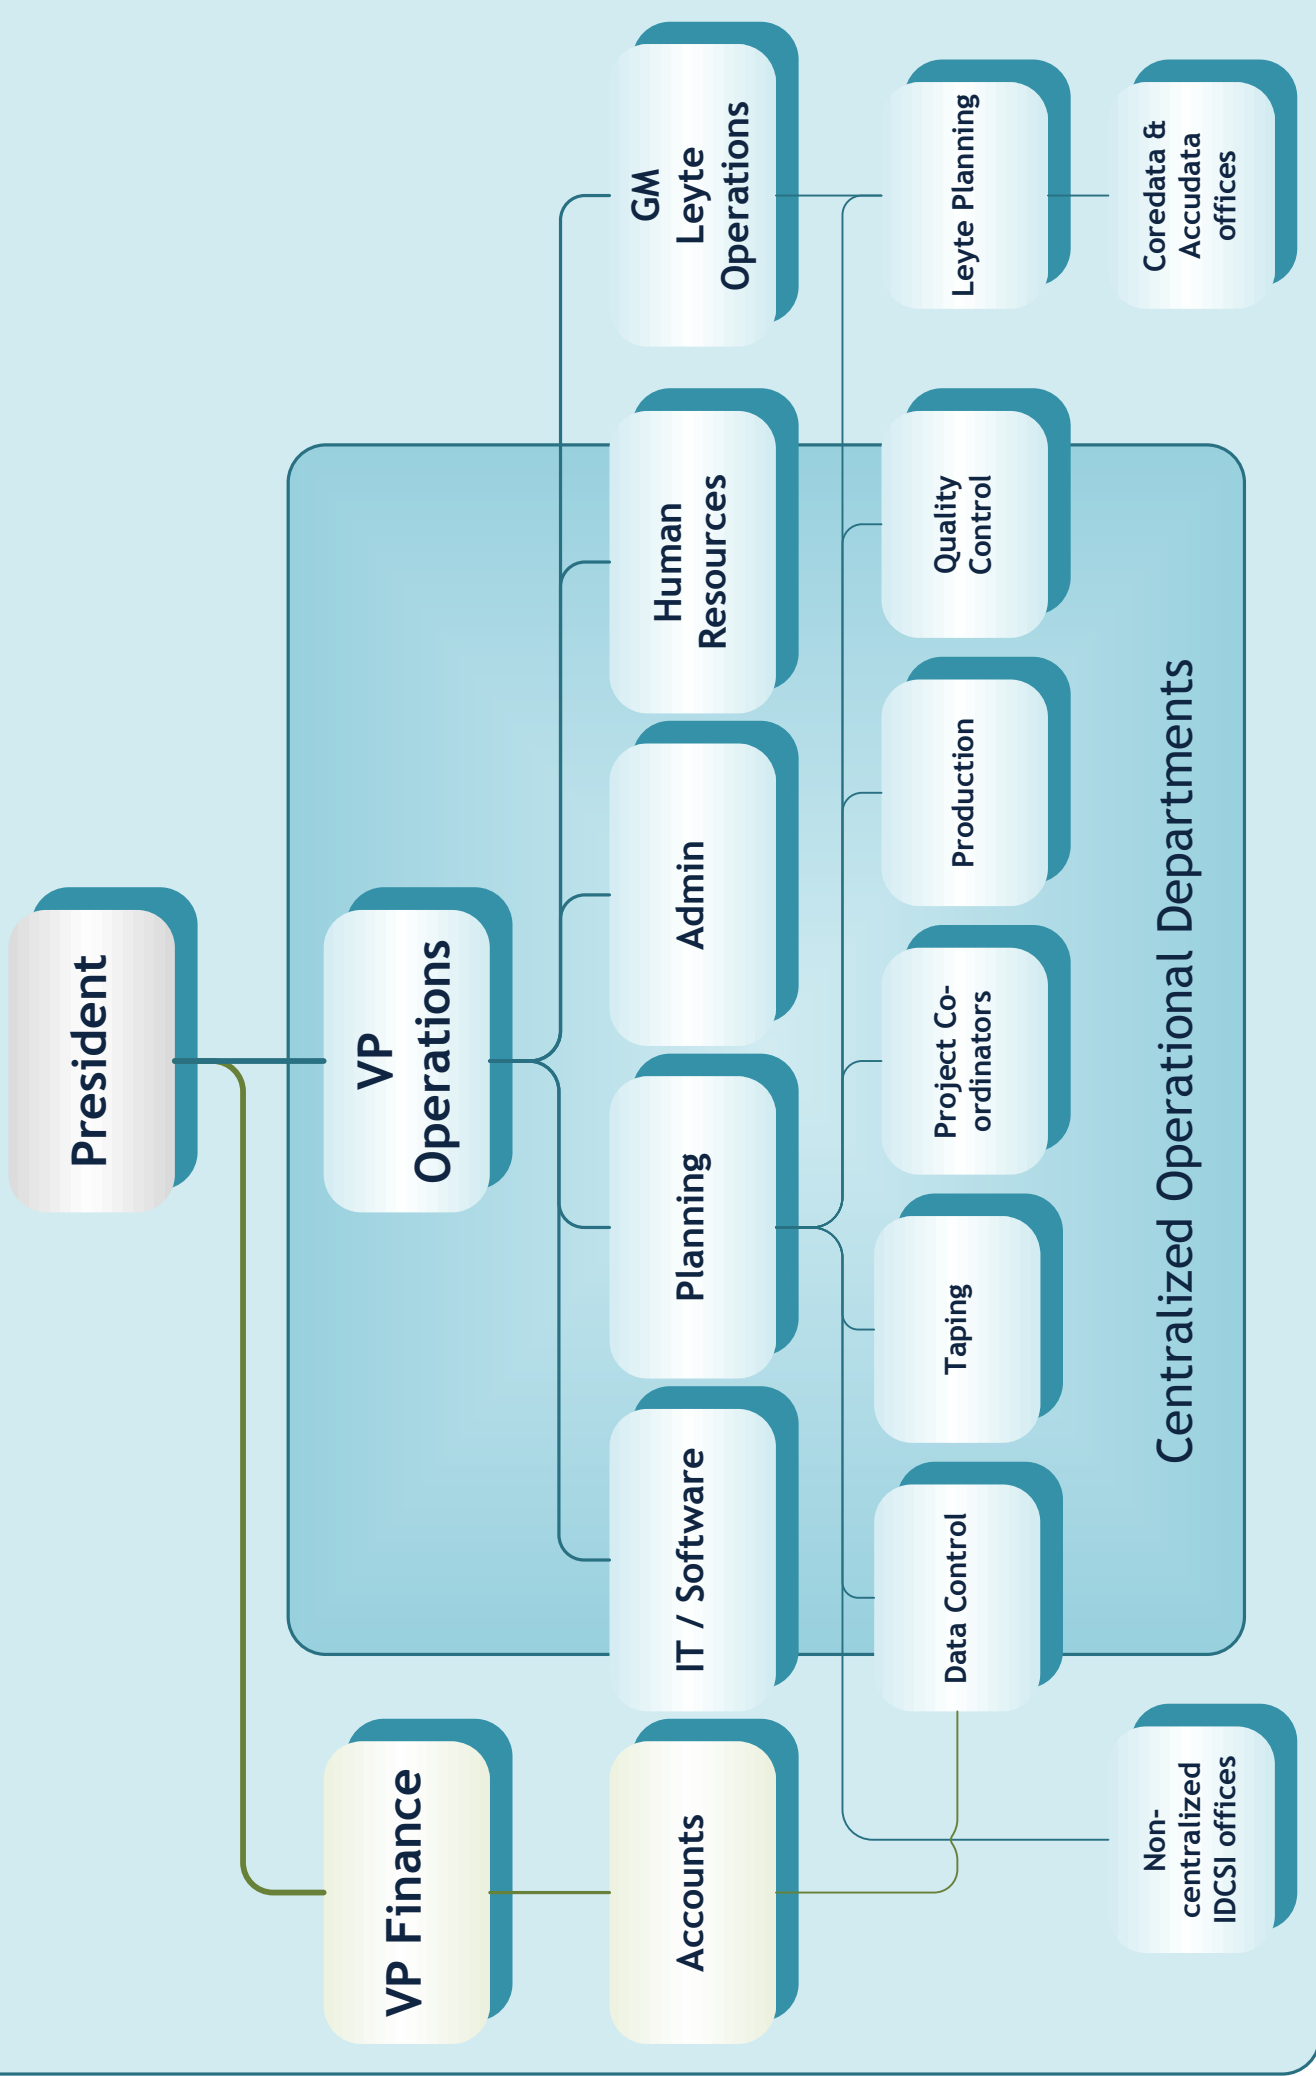 President
VP Finance
VP
Operations
Accounts
IT / Software
Planning
Admin
Human
Resources
GM
Leyte
Operations
Data Control
Taping
Project Co-
ordinators
Production
Quality
Control
Leyte Planning
Non-
centralized
IDCSI offices
Centralized Operational Departments
Coredata &
Accudata
offices